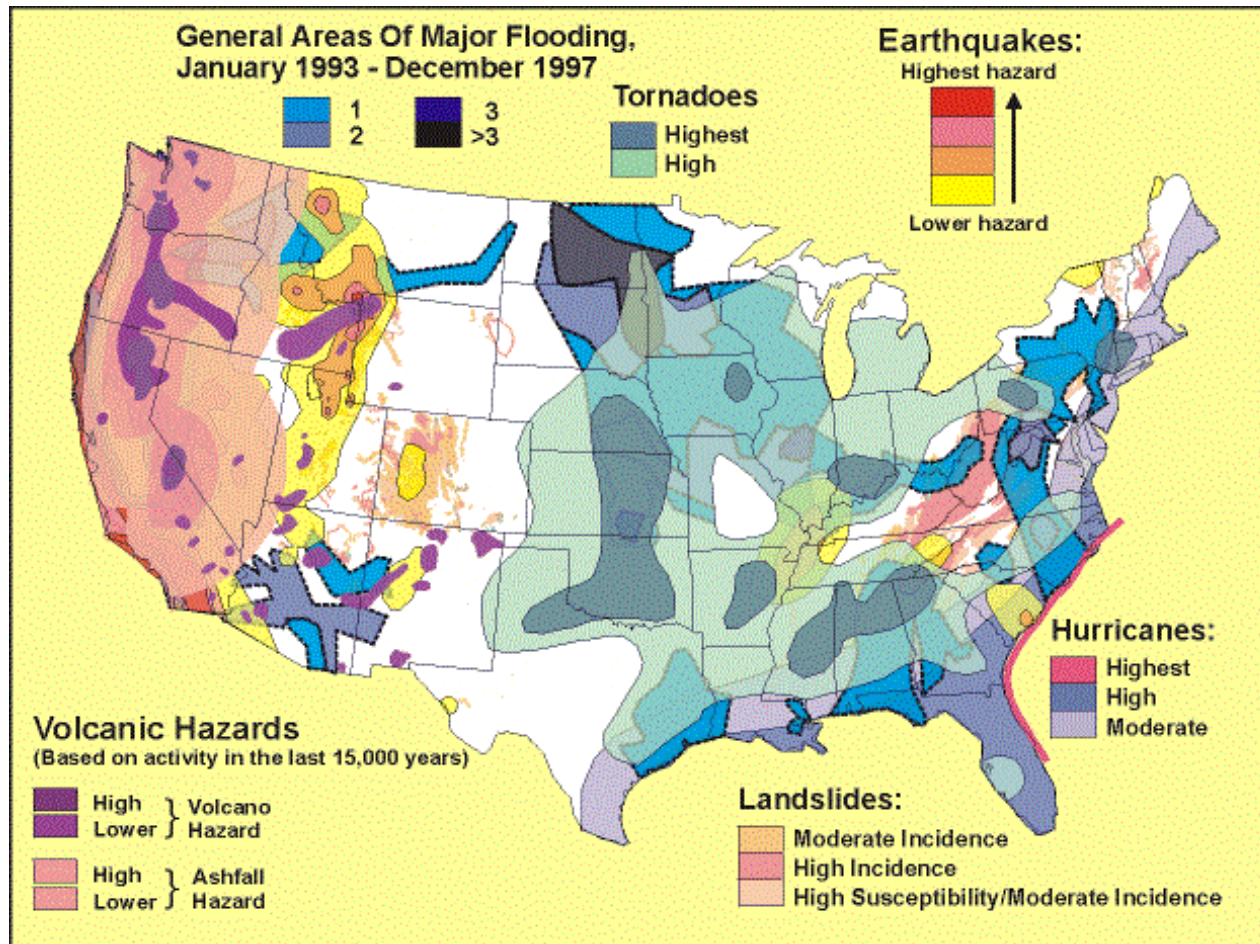 General Areas Of Major Flooding,
January 1993 - December 1997
1
2
3
>3
Tornadoes
Highest
High
Earthquakes:
Highest hazard
Lower hazard
Hurricanes:
Highest
High
Moderate
Volcanic Hazards
(Based on activity in the last 15,000 years)
High
Lower
} Volcano
Hazard
High
Lower
} Ashfall
Hazard
Landslides:
Moderate Incidence
High Incidence
High Susceptibility/Moderate Incidence